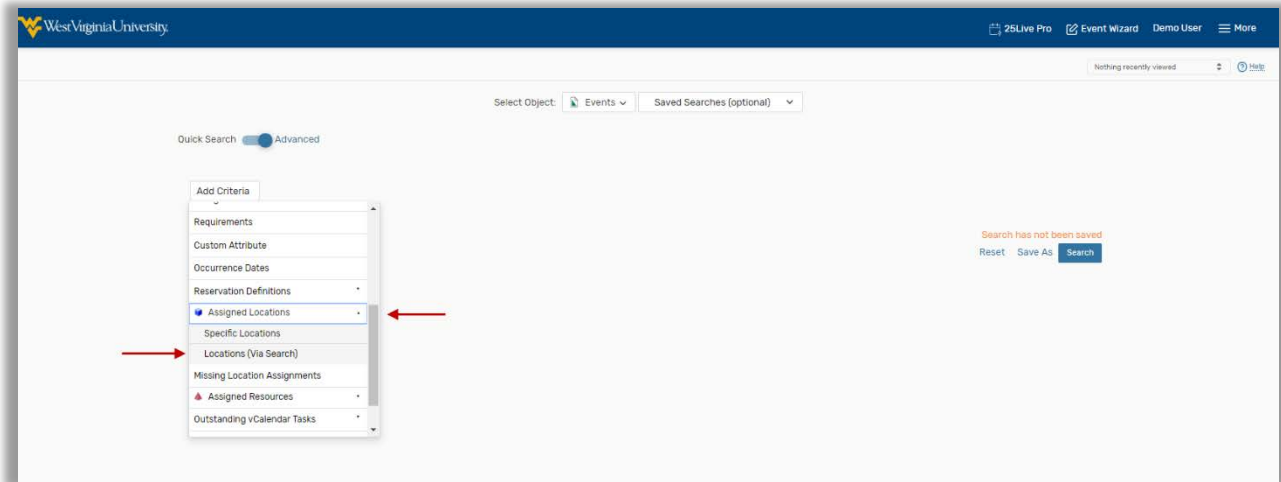 West Virginia University.
25Live Pro Event Wizard Demo User More
Nothing recently viewed Help
Select Object: Events Saved Searches (optional)
Quick Search Advanced
Add Criteria
Requirements
Custom Attribute
Occurrence Dates
Reservation Definitions
Assigned Locations
Specific Locations
Locations (Via Search)
Missing Location Assignments
Assigned Resources
Outstanding vCalendar Tasks
Search has not been saved
Reset Save As Search